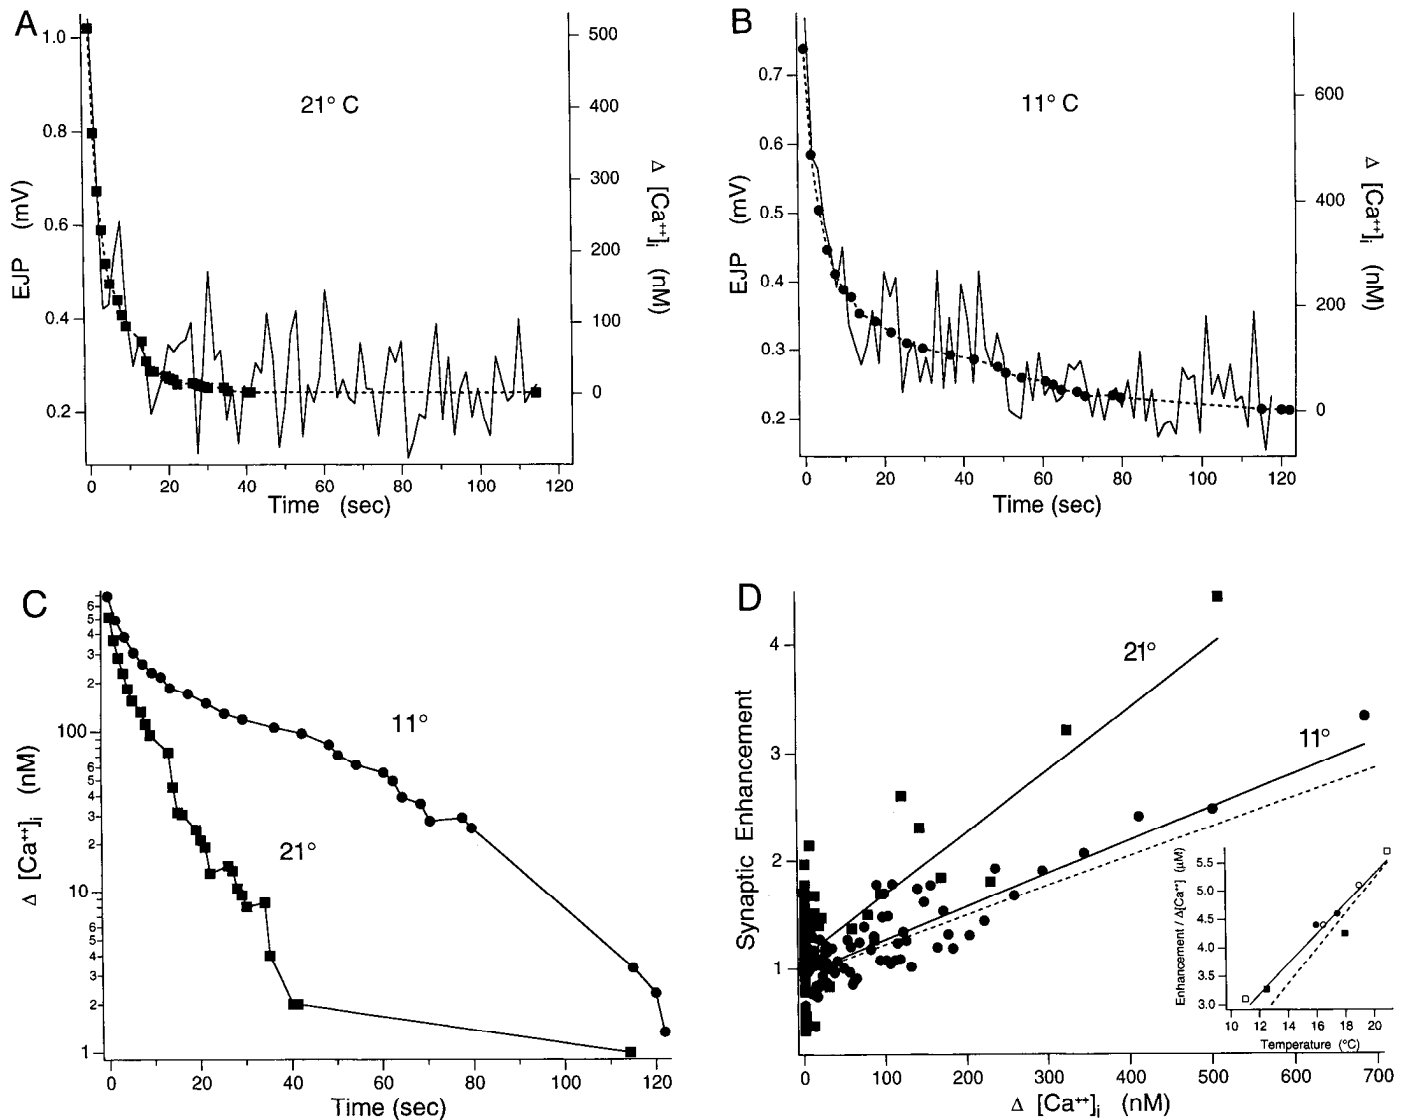 A
1.0
0.8
0.6
0.4
0.2
EJP (mV)
21° C
500
400
300
200
100
0
Δ [Ca⁺⁺]i (nM)
0 20 40 60 80 100 120
Time (sec)
B
0.7
0.6
0.5
0.4
0.3
0.2
EJP (mV)
11° C
600
400
200
0
Δ [Ca⁺⁺]i (nM)
0 20 40 60 80 100 120
Time (sec)
C
6
5
4
3
2
100
6
5
4
3
2
10
6
5
4
3
2
1
Δ [Ca⁺⁺]i (nM)
11°
21°
0 20 40 60 80 100 120
Time (sec)
D
4
3
2
1
Synaptic Enhancement
21°
11°
0 100 200 300 400 500 600 700
Δ [Ca⁺⁺]i (nM)
5.5
5.0
4.5
4.0
3.5
3.0
Enhancement / Δ[Ca⁺⁺] (μM)
10 12 14 16 18 20
Temperature (°C)